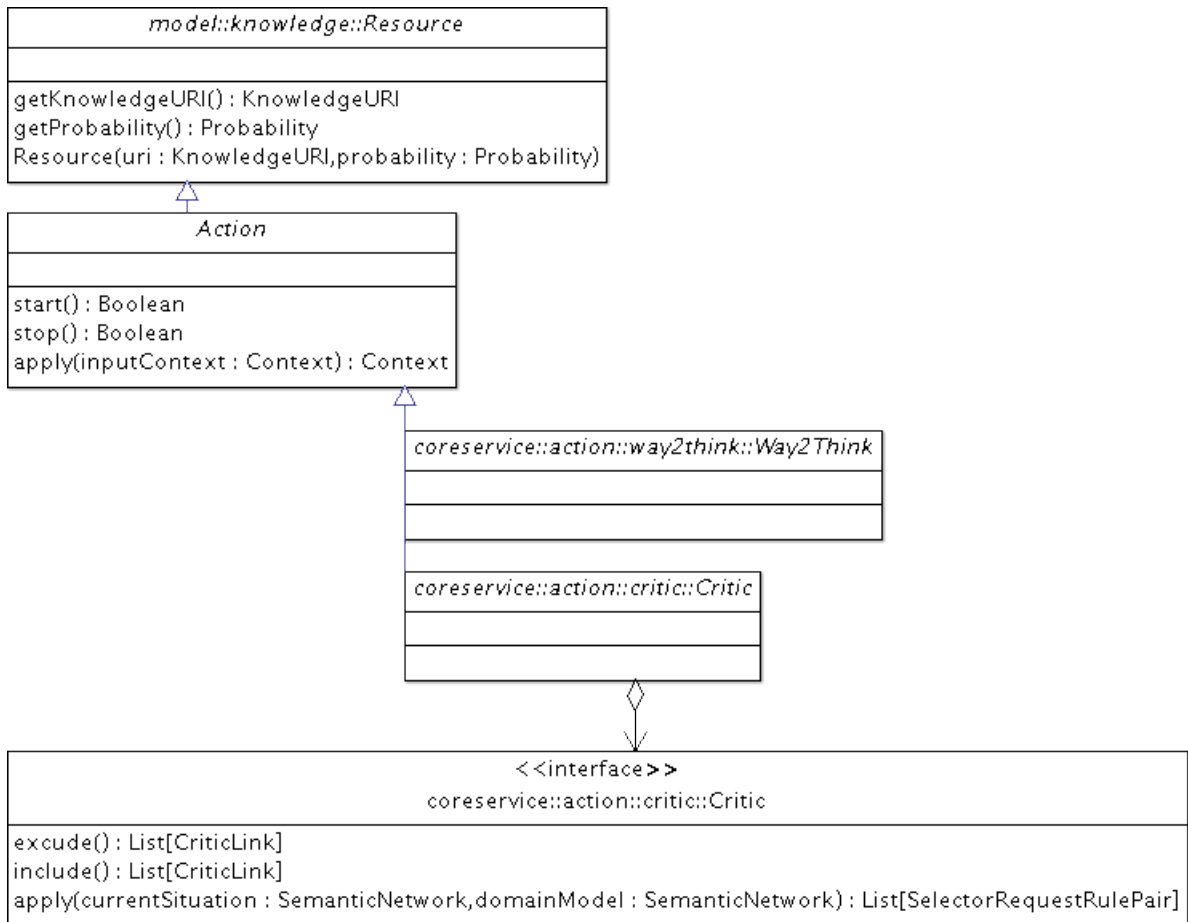 model::knowledge::Resource
getKnowledgeURI() : KnowledgeURI
getProbability() : Probability
Resource(uri : KnowledgeURI,probability : Probability)
Action
start() : Boolean
stop() : Boolean
apply(inputContext : Context) : Context
coreservice::action::way2think::Way2Think
coreservice::action::critic::Critic
<<interface>>
coreservice::action::critic::Critic
excude() : List[CriticLink]
include() : List[CriticLink]
apply(currentSituation : SemanticNetwork,domainModel : SemanticNetwork) : List[SelectorRequestRulePair]